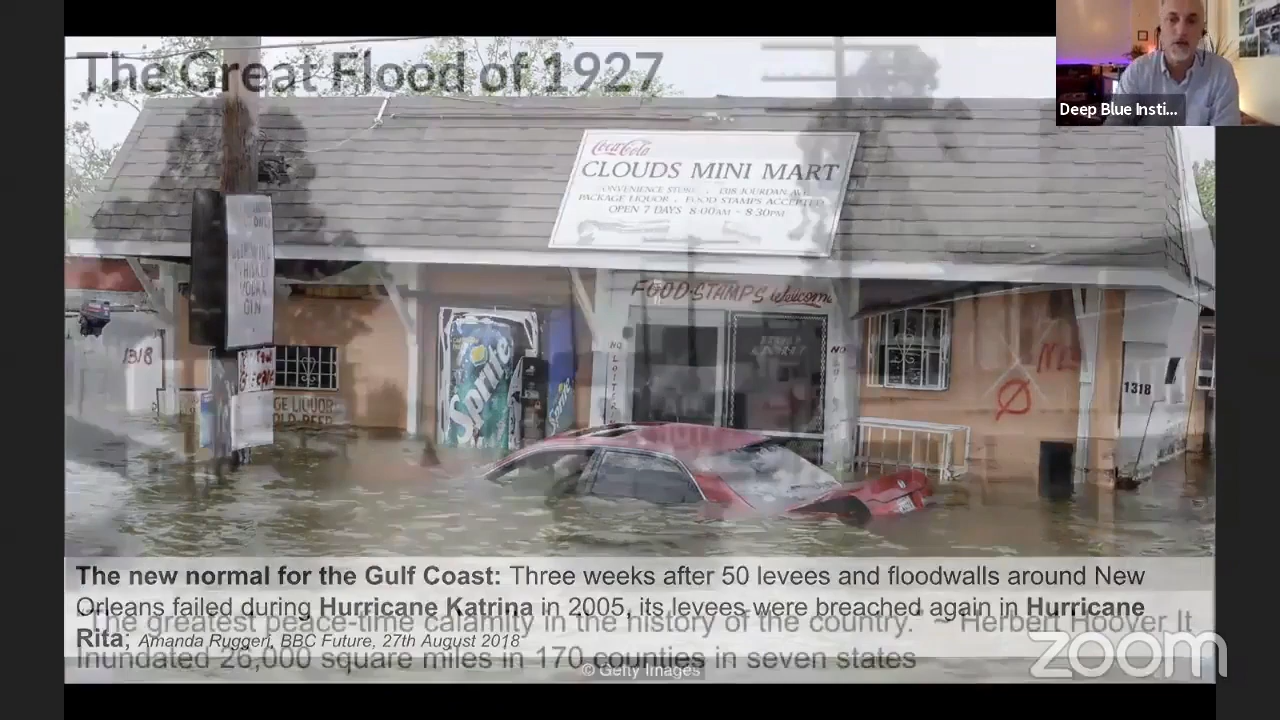 The Great Flood of 1927
Deep Blue Insti...
Coca-Cola
CLOUDS MINI MART
PACKAGE LIQUOR . FOOD STAMPS ACCEPTED
OPEN 7 DAYS 8:00AM - 8:30PM
FOOD STAMPS Welcome
VODKA
GIN
1318
Sprite
NO
NO
1318
The new normal for the Gulf Coast: Three weeks after 50 levees and floodwalls around New
Orleans failed during Hurricane Katrina in 2005, its levees were breached again in Hurricane
Rita; Amanda Ruggeri, BBC Future, 27th August 2018
"The greatest peace-time calamity in the history of the country." ~ Herbert Hoover It
Inundated 26,000 square miles in 170 counties in seven states
© Getty Images
zoom